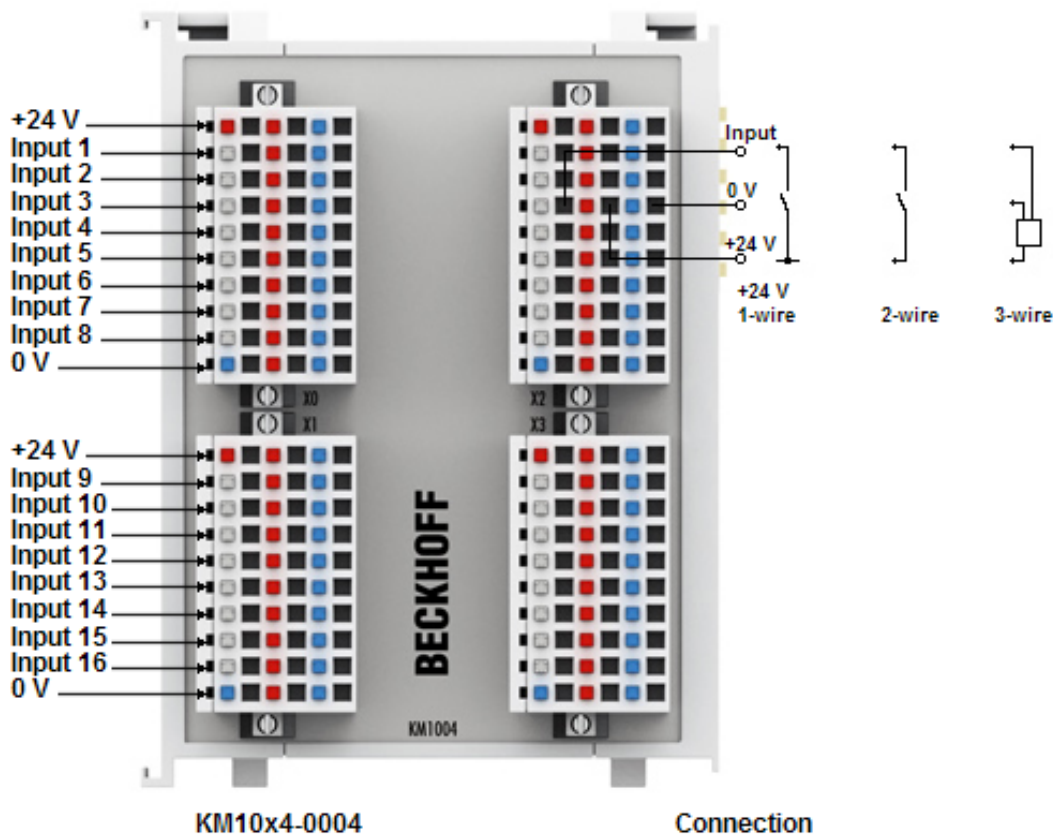 +24 V
Input 1
Input 2
Input 3
Input 4
Input 5
Input 6
Input 7
Input 8
0 V
X0
X1
+24 V
Input 9
Input 10
Input 11
Input 12
Input 13
Input 14
Input 15
Input 16
0 V
BECKHOFF
KM1004
X2
X3
Input
0 V
+24 V
+24 V
1-wire
2-wire
3-wire
KM10x4-0004
Connection